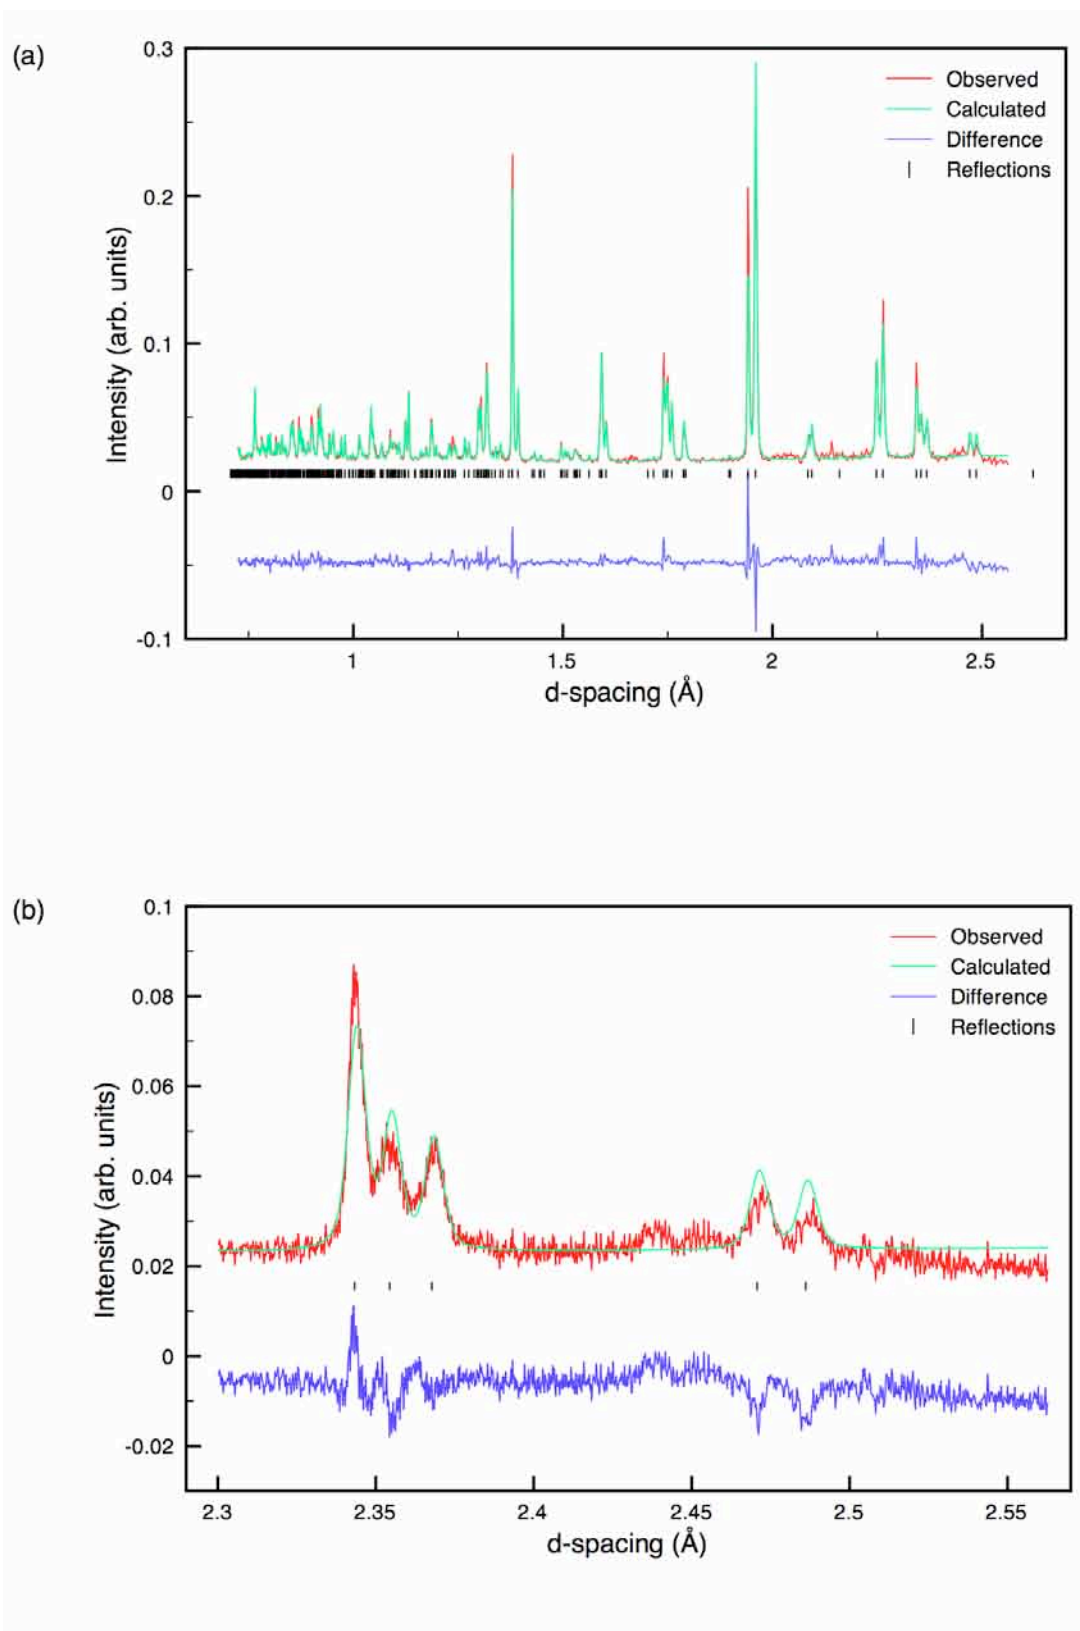 (a)
0.3
0.2
0.1
0
-0.1
Intensity (arb. units)
Observed
Calculated
Difference
Reflections
1
1.5
2
2.5
d-spacing (Å)
(b)
0.1
0.08
0.06
0.04
0.02
0
-0.02
Intensity (arb. units)
Observed
Calculated
Difference
Reflections
2.3
2.35
2.4
2.45
2.5
2.55
d-spacing (Å)